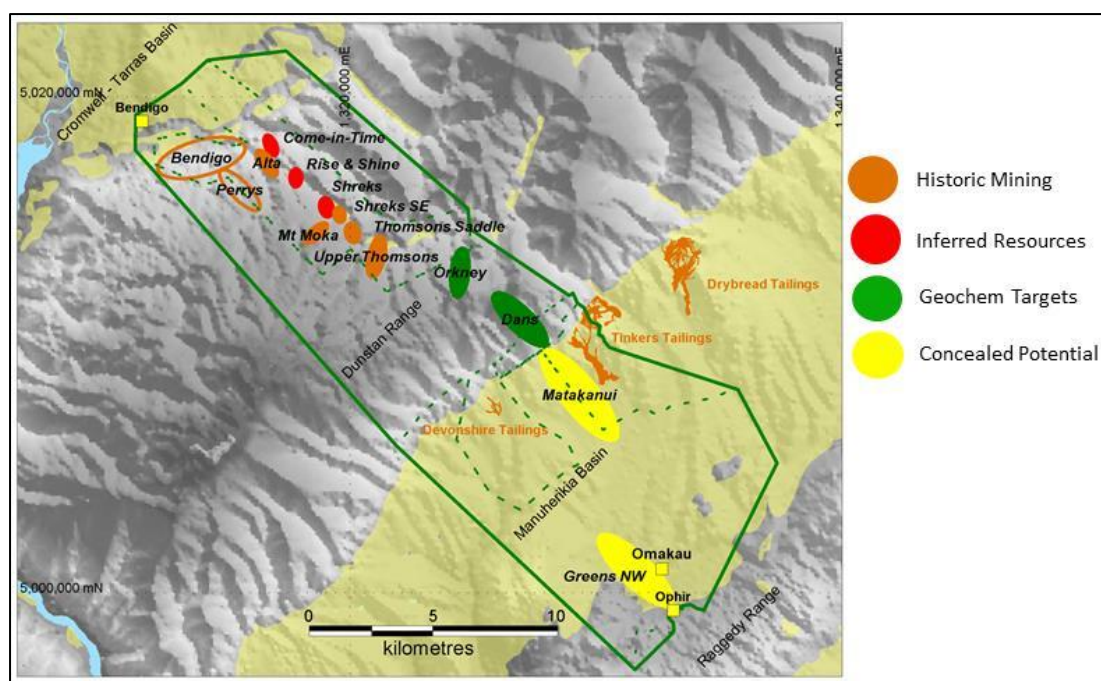 Cromwell - Tarras Basin
5,020,000 mN
1,320,000 mE
1,340,000 mE
Bendigo
Bendigo
Come-in-Time
Alta
Rise & Shine
Perrys
Shreks
Shreks SE
Mt Moka
Thomsons Saddle
Upper Thomsons
Orkney
Drybread Tailings
Dans
Tinkers Tailings
Dunstan Range
Matakanui
Devonshire Tailings
Manuherikia Basin
Omakau
Greens NW
5,000,000 mN
Ophir
Raggedy Range
0 5 10
kilometres
Historic Mining
Inferred Resources
Geochem Targets
Concealed Potential